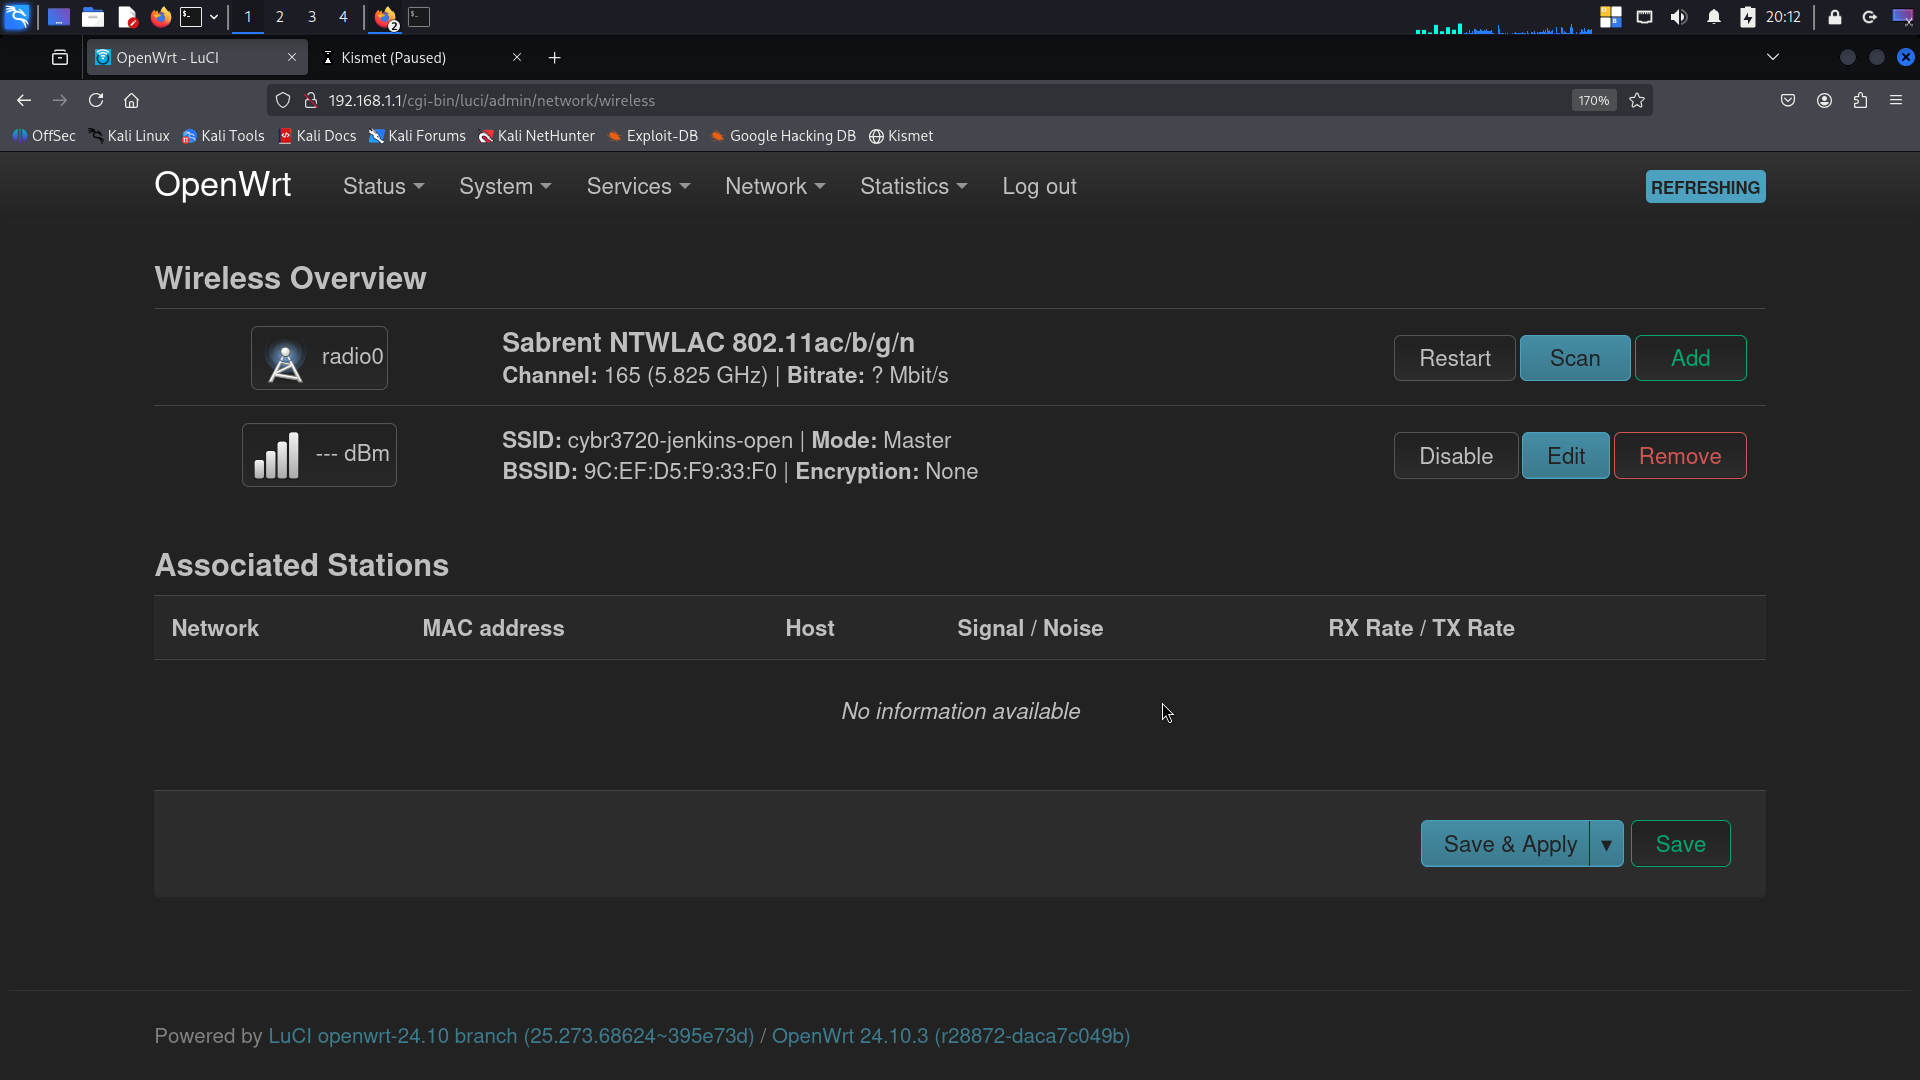 1 2 3 4 2 20:12
OpenWrt - LuCI Kismet (Paused)
192.168.1.1/cgi-bin/luci/admin/network/wireless 170%
OffSec Kali Linux Kali Tools Kali Docs Kali Forums Kali NetHunter Exploit-DB Google Hacking DB Kismet
OpenWrt Status System Services Network Statistics Log out REFRESHING
Wireless Overview
radio0
Sabrent NTWLAC 802.11ac/b/g/n
Channel: 165 (5.825 GHz) | Bitrate: ? Mbit/s
Restart Scan Add
--- dBm
SSID: cybr3720-jenkins-open | Mode: Master
BSSID: 9C:EF:D5:F9:33:F0 | Encryption: None
Disable Edit Remove
Associated Stations
Network MAC address Host Signal / Noise RX Rate / TX Rate
No information available
Save & Apply ▾ Save
Powered by LuCI openwrt-24.10 branch (25.273.68624~395e73d) / OpenWrt 24.10.3 (r28872-daca7c049b)